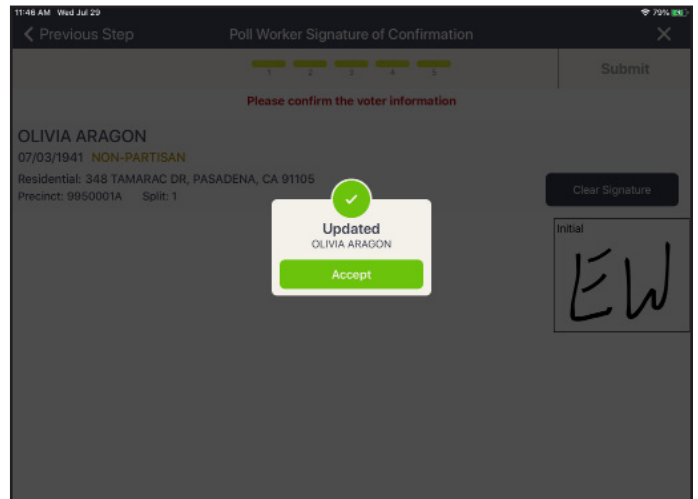 11:46 AM Wed Jul 29 79%
Previous Step Poll Worker Signature of Confirmation
1 2 3 4 5 Submit
Please confirm the voter information
OLIVIA ARAGON
07/03/1941 NON-PARTISAN
Residential: 348 TAMARAC DR, PASADENA, CA 91105
Precinct: 9950001A Split: 1
Clear Signature
Updated
OLIVIA ARAGON
Accept
Initial
EW